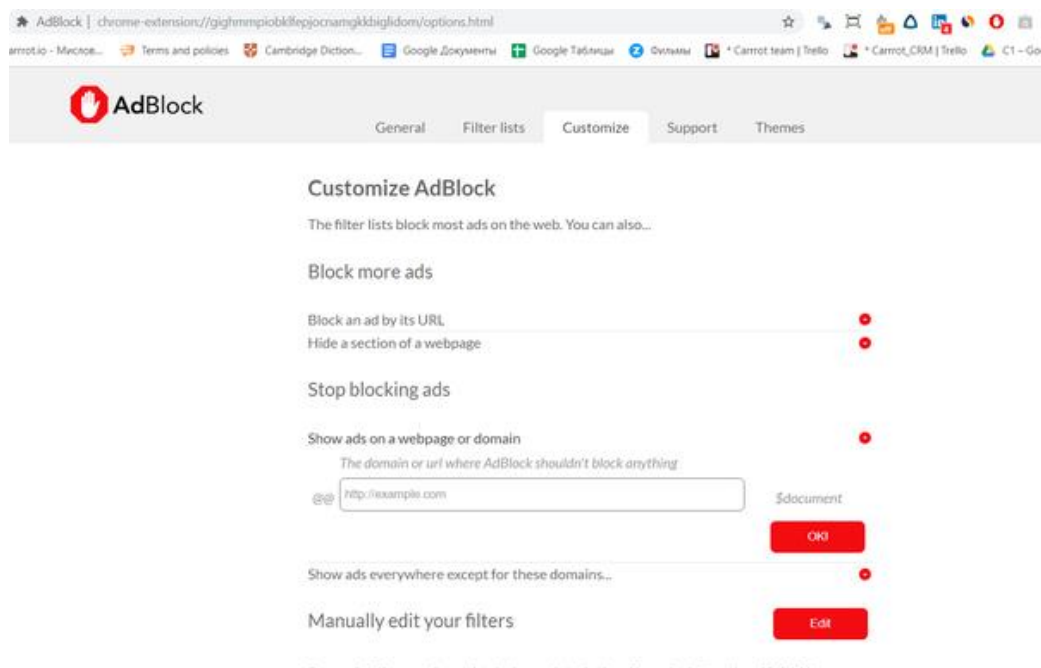 AdBlock | chrome-extension://gighmmpiobklfepjocnamgkkbiglidom/options.html
Terms and policies Cambridge Diction... Google Документы Google Таблицы Фильмы * Carrrot team | Trello * Carrrot_CRM | Trello C1 – Go
AdBlock
General Filter lists Customize Support Themes
Customize AdBlock
The filter lists block most ads on the web. You can also...
Block more ads
Block an ad by its URL
Hide a section of a webpage
Stop blocking ads
Show ads on a webpage or domain
The domain or url where AdBlock shouldn't block anything
@@ http://example.com $document
OK!
Show ads everywhere except for these domains...
Manually edit your filters Edit